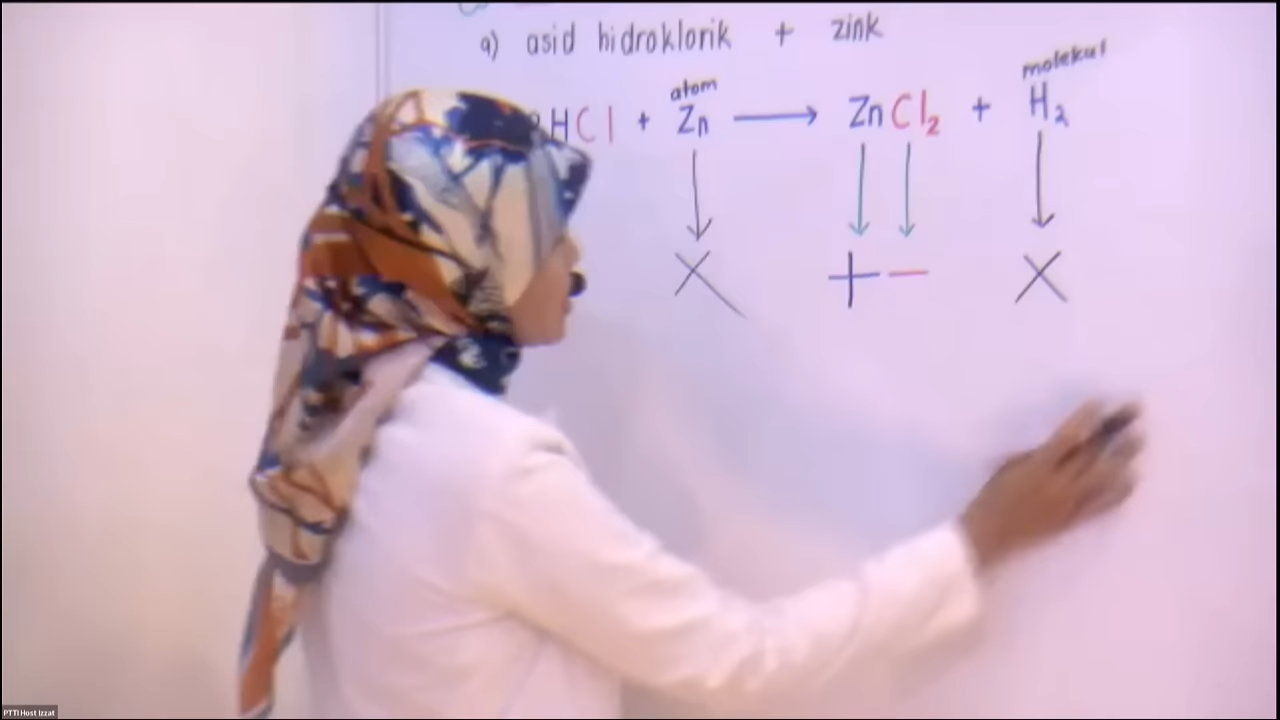 a) asid hidroklorik + zink
atom molekul
HCl + Zn → ZnCl₂ + H₂
X + − X
PTTI Host Izzat